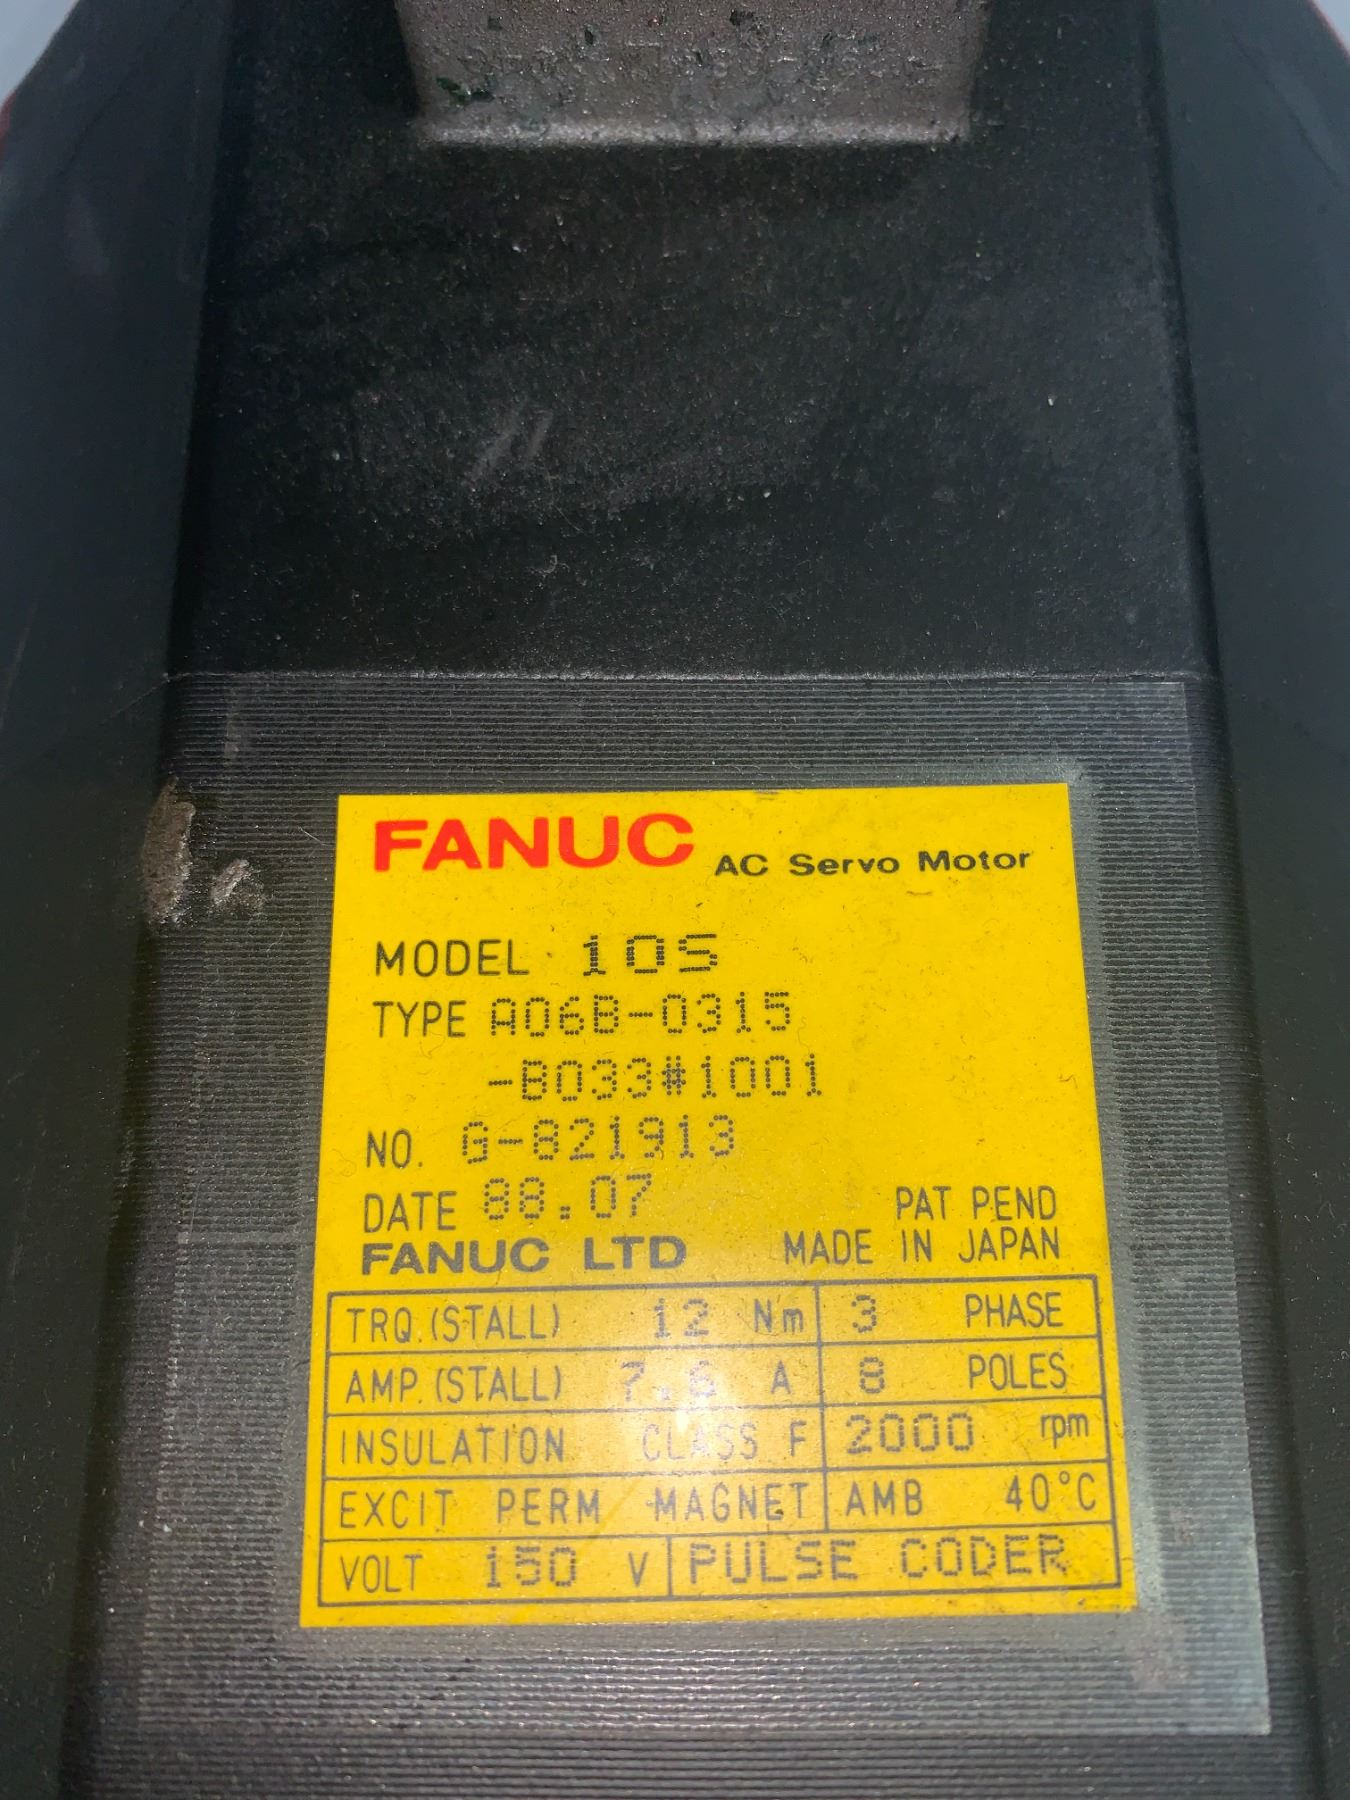 FANUC AC Servo Motor
MODEL 10S
TYPE A06B-0315
-B033#1001
NO. G-821913
DATE 88.07
PAT PEND
FANUC LTD MADE IN JAPAN
TRQ.(STALL) 12 Nm 3 PHASE
AMP.(STALL) 7.6 A 8 POLES
INSULATION CLASS F 2000 rpm
EXCIT PERM MAGNET AMB 40°C
VOLT 150 V PULSE CODER